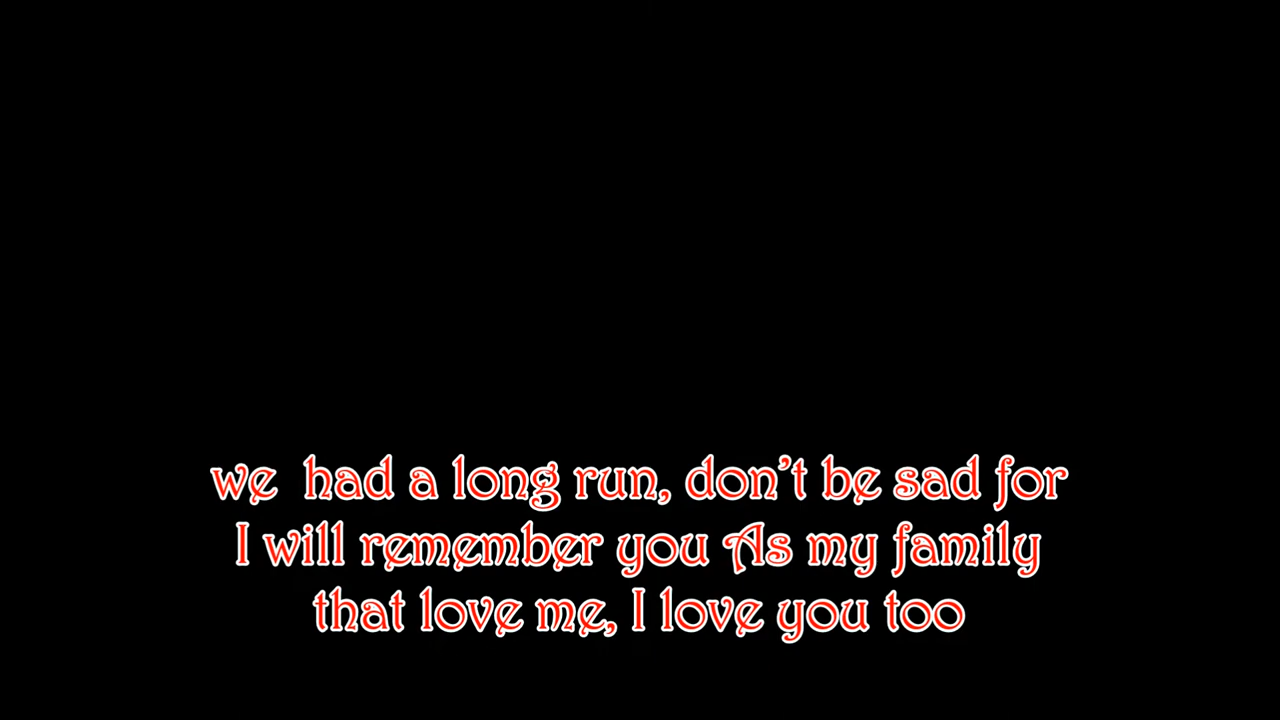 we  had a long run, don't be sad for
I will remember you As my family
that love me, I love you too